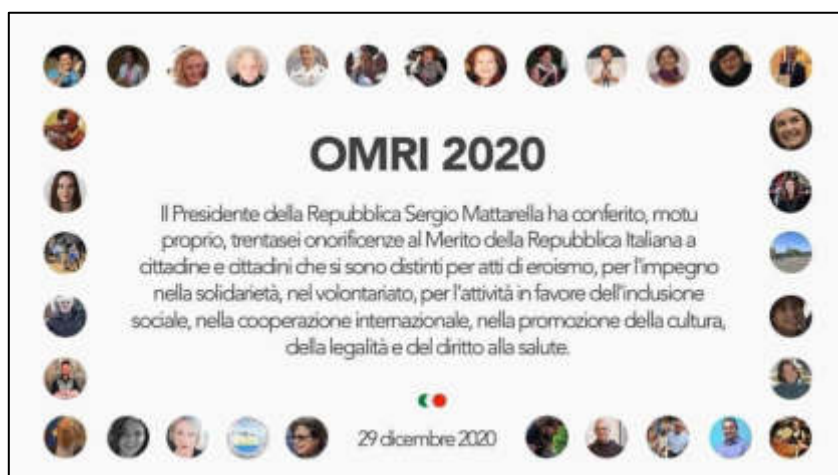 OMRI 2020
Il Presidente della Repubblica Sergio Mattarella ha conferito, motu
proprio, trentasei onorificenze al Merito della Repubblica Italiana a
cittadine e cittadini che si sono distinti per atti di eroismo, per l'impegno
nella solidarietà, nel volontariato, per l'attività in favore dell'inclusione
sociale, nella cooperazione internazionale, nella promozione della cultura,
della legalità e del diritto alla salute.
29 dicembre 2020